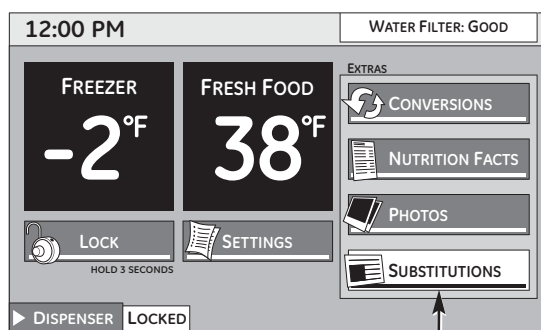 12:00 PM
WATER FILTER: GOOD
EXTRAS
FREEZER
-2°F
FRESH FOOD
38°F
CONVERSIONS
NUTRITION FACTS
PHOTOS
SUBSTITUTIONS
LOCK
HOLD 3 SECONDS
SETTINGS
DISPENSER LOCKED